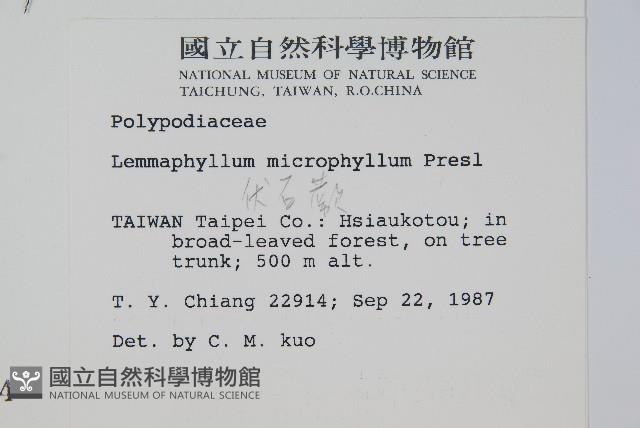 國立自然科學博物館
NATIONAL MUSEUM OF NATURAL SCIENCE
TAICHUNG, TAIWAN, R.O.CHINA
Polypodiaceae
Lemmaphyllum microphyllum Presl
伏石蕨
TAIWAN Taipei Co.: Hsiaukotou; in
broad-leaved forest, on tree
trunk; 500 m alt.
T. Y. Chiang 22914; Sep 22, 1987
Det. by C. M. kuo
國立自然科學博物館
NATIONAL MUSEUM OF NATURAL SCIENCE